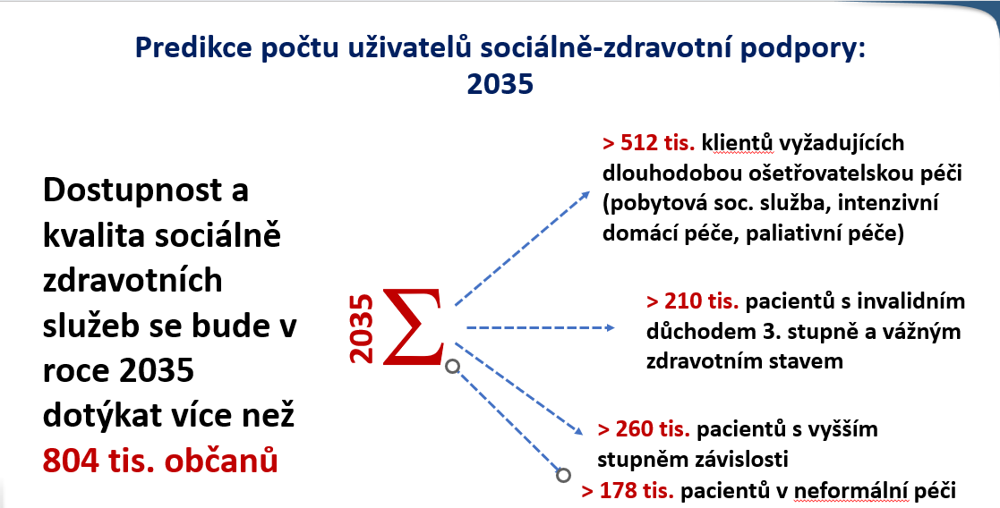 Predikce počtu uživatelů sociálně-zdravotní podpory:
2035
Dostupnost a
kvalita sociálně
zdravotních
služeb se bude v
roce 2035
dotýkat více než
804 tis. občanů
2035
Σ
> 512 tis. klientů vyžadujících
dlouhodobou ošetřovatelskou péči
(pobytová soc. služba, intenzivní
domácí péče, paliativní péče)
> 210 tis. pacientů s invalidním
důchodem 3. stupně a vážným
zdravotním stavem
> 260 tis. pacientů s vyšším
stupněm závislosti
> 178 tis. pacientů v neformální péči